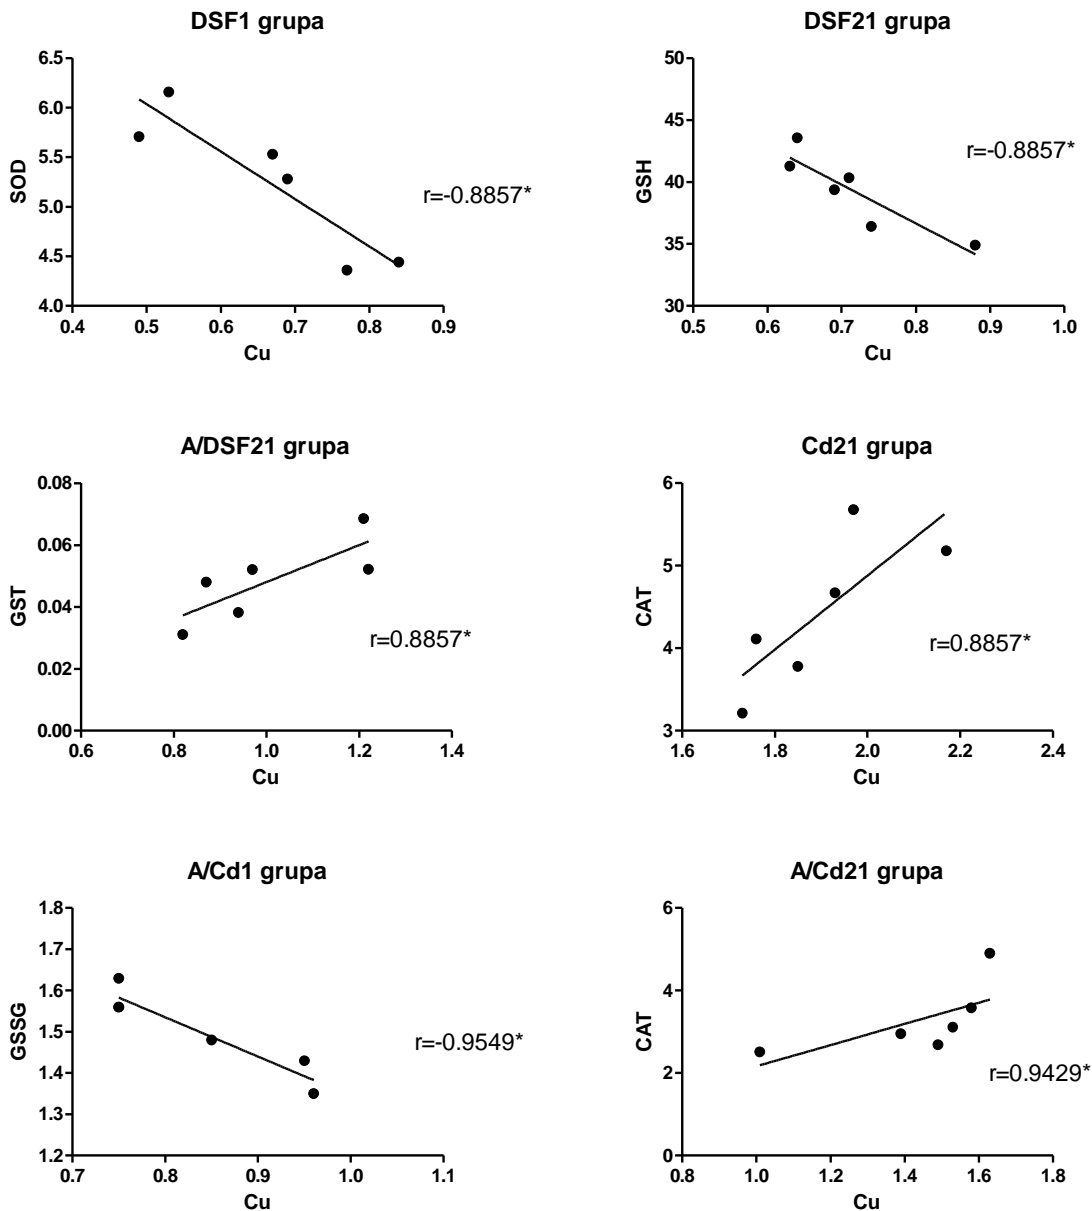 DSF1 grupa
6.5
6.0
5.5
5.0
4.5
4.0
SOD
r=-0.8857*
0.4 0.5 0.6 0.7 0.8 0.9
Cu
DSF21 grupa
50
45
40
35
30
GSH
r=-0.8857*
0.5 0.6 0.7 0.8 0.9 1.0
Cu
A/DSF21 grupa
0.08
0.06
0.04
0.02
0.00
GST
r=0.8857*
0.6 0.8 1.0 1.2 1.4
Cu
Cd21 grupa
6
5
4
3
CAT
r=0.8857*
1.6 1.8 2.0 2.2 2.4
Cu
A/Cd1 grupa
1.8
1.7
1.6
1.5
1.4
1.3
1.2
GSSG
r=-0.9549*
0.7 0.8 0.9 1.0 1.1
Cu
A/Cd21 grupa
6
4
2
0
CAT
r=0.9429*
0.8 1.0 1.2 1.4 1.6 1.8
Cu